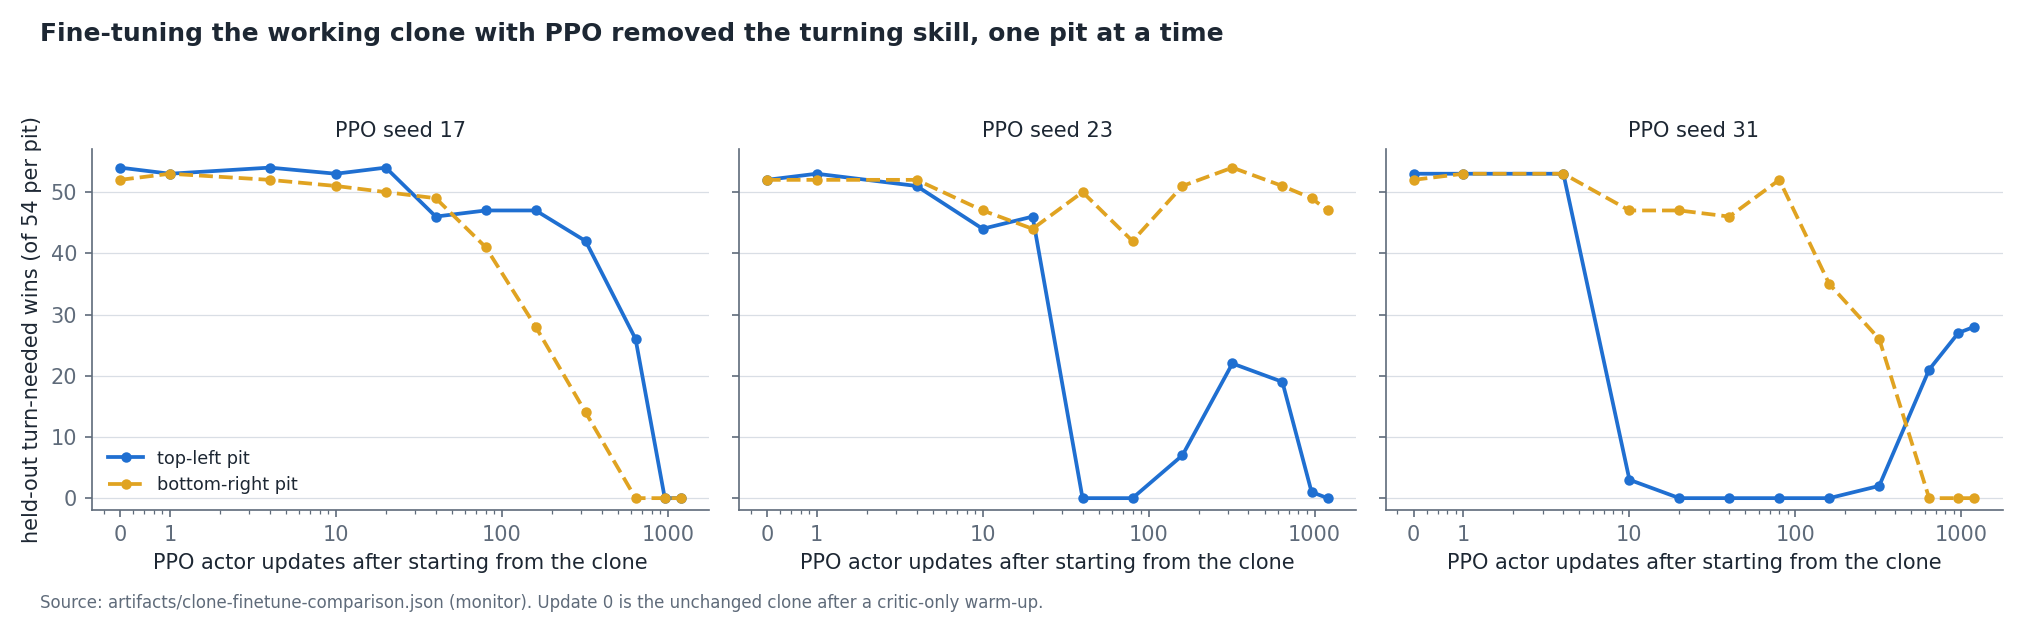 Fine-tuning the working clone with PPO removed the turning skill, one pit at a time
PPO seed 17
PPO seed 23
PPO seed 31
held-out turn-needed wins (of 54 per pit)
50
40
30
20
10
0
top-left pit
bottom-right pit
0 1 10 100 1000
0 1 10 100 1000
0 1 10 100 1000
PPO actor updates after starting from the clone
PPO actor updates after starting from the clone
PPO actor updates after starting from the clone
Source: artifacts/clone-finetune-comparison.json (monitor). Update 0 is the unchanged clone after a critic-only warm-up.